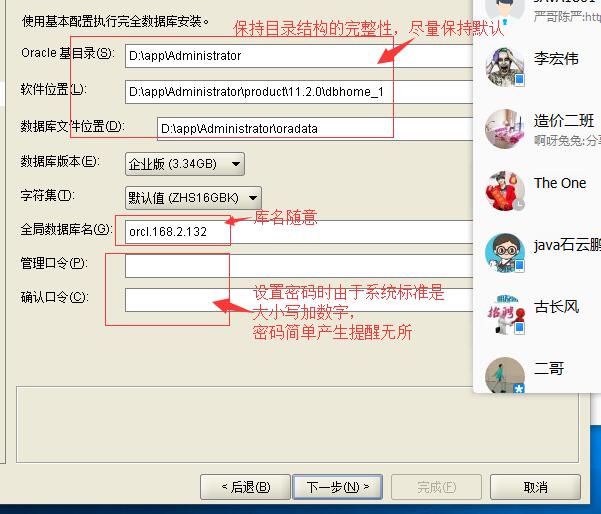 使用基本配置执行完全数据库安装。
保持目录结构的完整性，尽量保持默认
Oracle 基目录(S):
D:\app\Administrator
软件位置(L):
D:\app\Administrator\product\11.2.0\dbhome_1
数据库文件位置(D):
D:\app\Administrator\oradata
数据库版本(E):
企业版 (3.34GB)
字符集(T):
默认值 (ZHS16GBK)
库名随意
全局数据库名(G):
orcl.168.2.132
管理口令(P):
确认口令(C):
设置密码时由于系统标准是
大小写加数字，
密码简单产生提醒无所
< 后退(B)
下一步(N) >
完成(F)
取消
严哥陈严:htt
李宏伟
造价二班
啊呀兔兔:分享
The One
java石云鹏
招聘
古长风
二哥